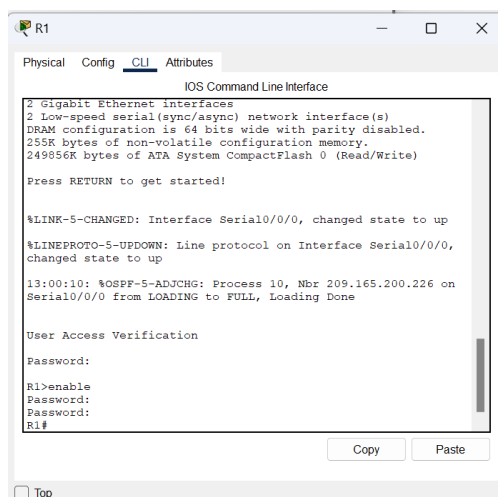 R1
Physical Config CLI Attributes
IOS Command Line Interface
2 Gigabit Ethernet interfaces
2 Low-speed serial(sync/async) network interface(s)
DRAM configuration is 64 bits wide with parity disabled.
255K bytes of non-volatile configuration memory.
249856K bytes of ATA System CompactFlash 0 (Read/Write)
Press RETURN to get started!
%LINK-5-CHANGED: Interface Serial0/0/0, changed state to up
%LINEPROTO-5-UPDOWN: Line protocol on Interface Serial0/0/0,
changed state to up
13:00:10: %OSPF-5-ADJCHG: Process 10, Nbr 209.165.200.226 on
Serial0/0/0 from LOADING to FULL, Loading Done
User Access Verification
Password:
R1>enable
Password:
Password:
R1#
Copy Paste
Top